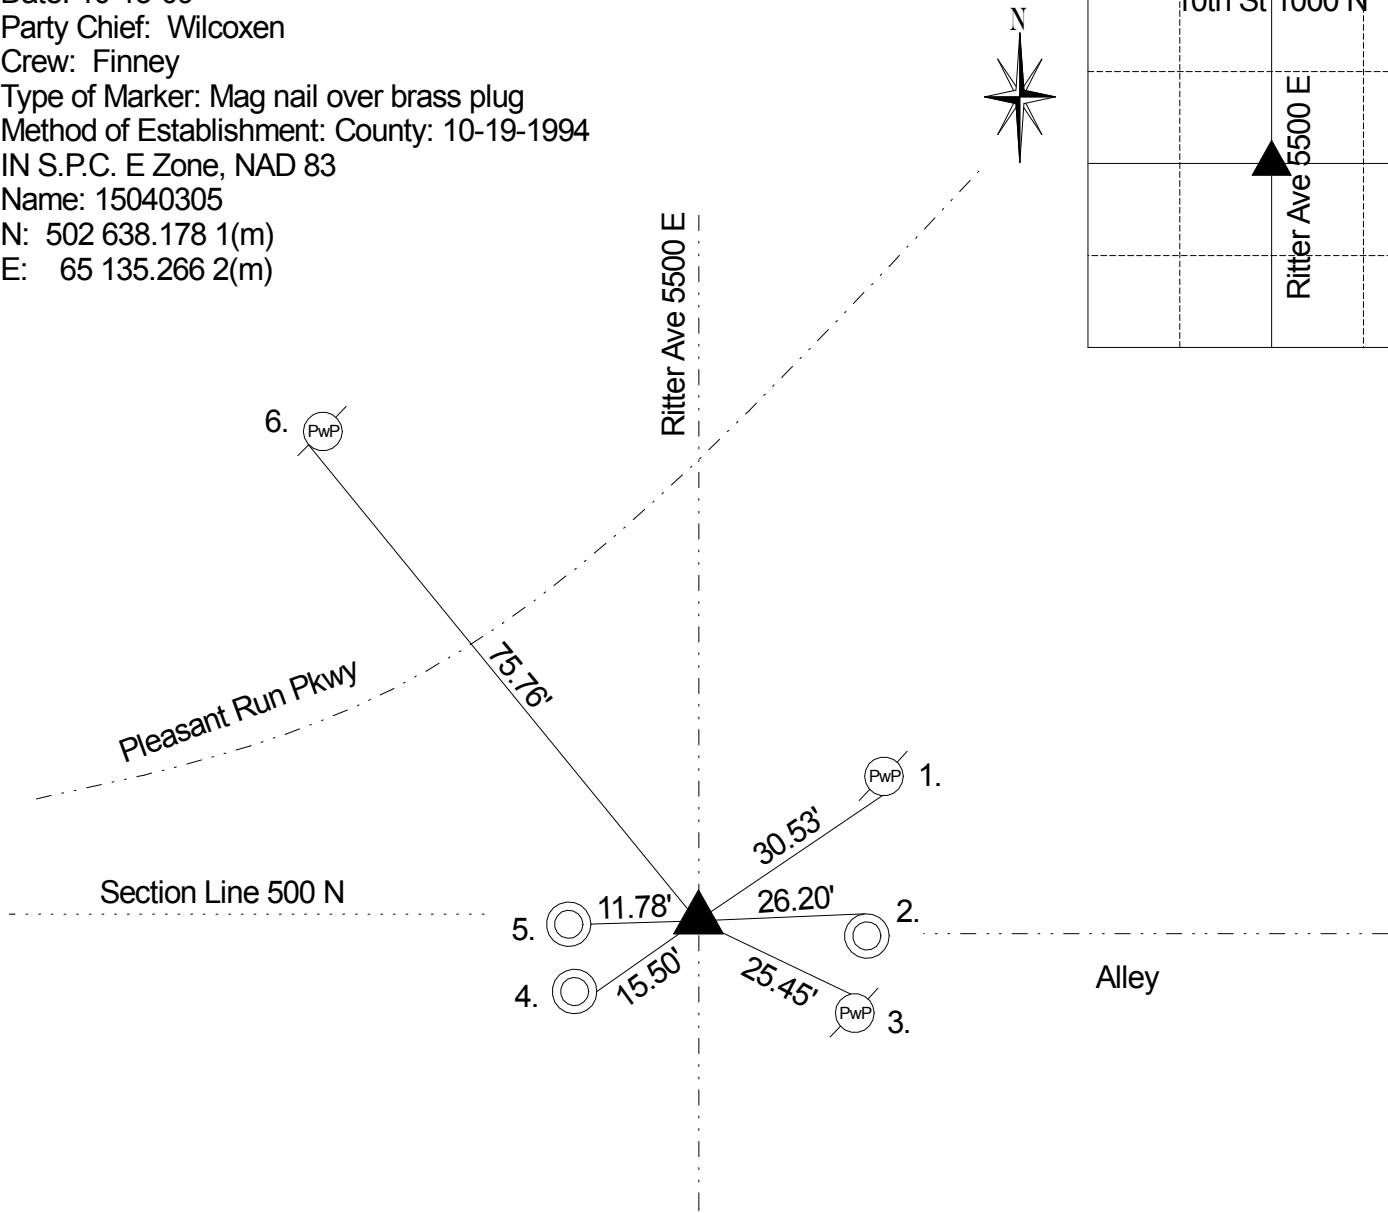 Party Chief: Wilcoxen
Crew: Finney
Type of Marker: Mag nail over brass plug
Method of Establishment: County: 10-19-1994
IN S.P.C. E Zone, NAD 83
Name: 15040305
N: 502 638.178 1(m)
E: 65 135.266 2(m)
N
10th St 1000 N
Ritter Ave 5500 E
Ritter Ave 5500 E
6.
PwP
75.76'
Pleasant Run Pkwy
PwP
1.
30.53'
Section Line 500 N
11.78'
26.20'
2.
5.
Alley
4.
15.50'
25.45'
PwP
3.